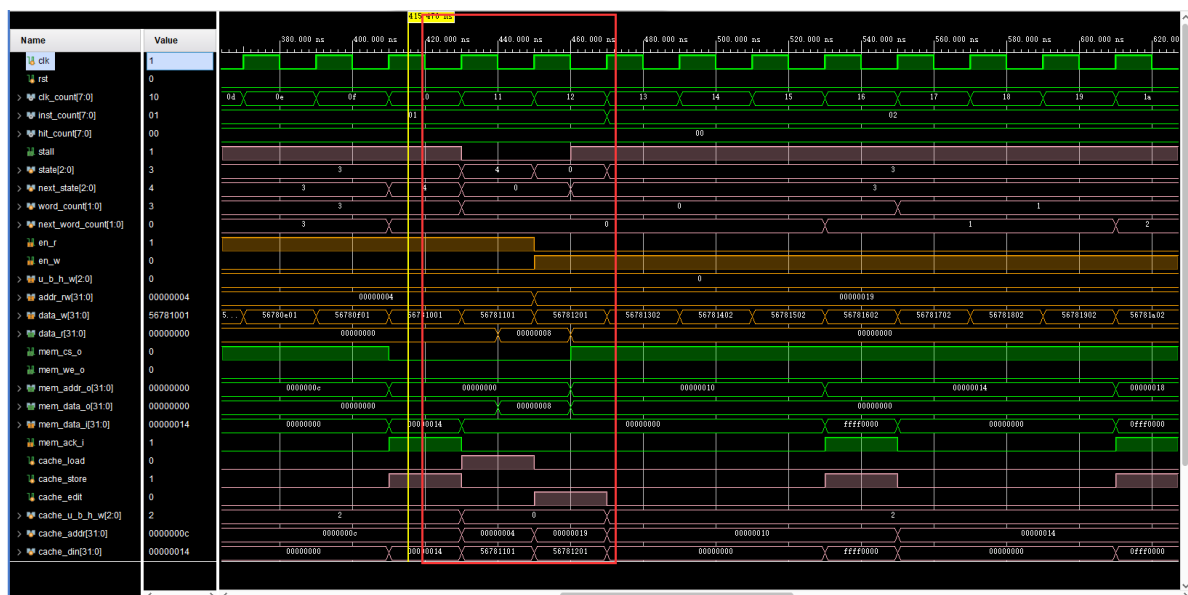 415.470 ns
Name Value 380.000 ns 400.000 ns 420.000 ns 440.000 ns 460.000 ns 480.000 ns 500.000 ns 520.000 ns 540.000 ns 560.000 ns 580.000 ns 600.000 ns 620.00
clk 1
rst 0
clk_count[7:0] 10 0d 0e 0f 0 11 12 13 14 15 16 17 18 19 1a
inst_count[7:0] 01 01 02
hit_count[7:0] 00 00
stall 1
state[2:0] 3 3 4 0 3
next_state[2:0] 4 3 4 0 3
word_count[1:0] 3 3 0 1
next_word_count[1:0] 0 3 0 1 2
en_r 1
en_w 0
u_b_h_w[2:0] 0 0
addr_rw[31:0] 00000004 00000004 00000019
data_w[31:0] 56781001 5... 56780e01 56780f01 56781001 56781101 56781201 56781302 56781402 56781502 56781602 56781702 56781802 56781902 56781a02
data_r[31:0] 00000000 00000000 00000008 00000000
mem_cs_o 0
mem_we_o 0
mem_addr_o[31:0] 00000000 0000000c 00000000 00000010 00000014 00000018
mem_data_o[31:0] 00000000 00000000 00000008 00000000
mem_data_i[31:0] 00000014 00000000 00000014 00000000 ffff0000 00000000 0fff0000
mem_ack_i 1
cache_load 0
cache_store 1
cache_edit 0
cache_u_b_h_w[2:0] 2 2 0 2
cache_addr[31:0] 0000000c 0000000c 00000004 00000019 00000010 00000014
cache_din[31:0] 00000014 00000000 00000014 56781101 56781201 00000000 ffff0000 00000000 0fff0000